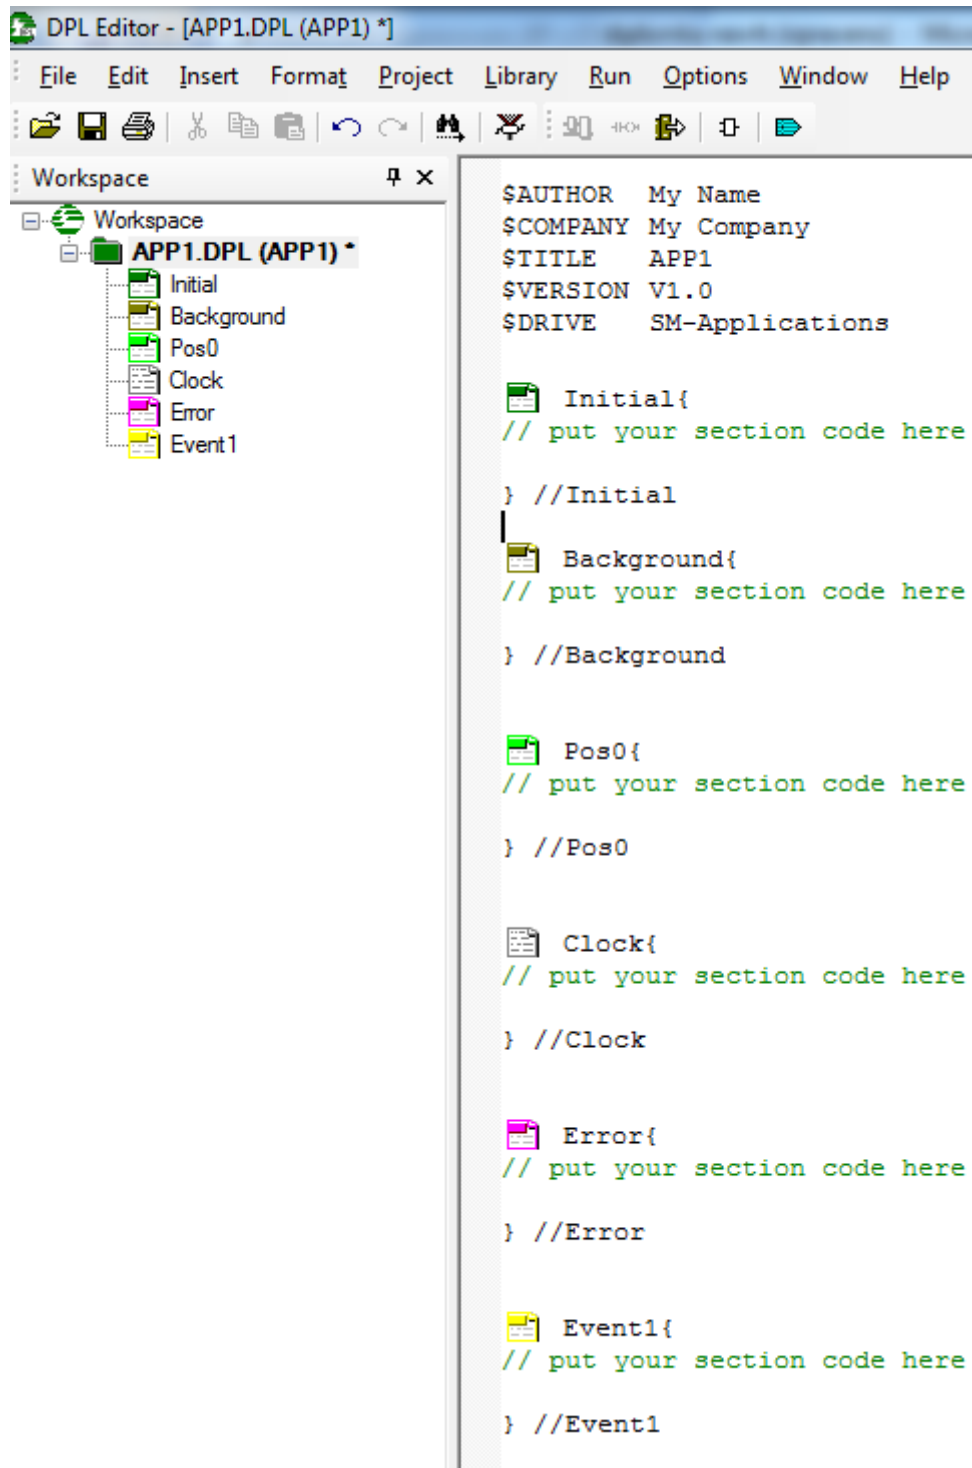 DPL Editor - [APP1.DPL (APP1) *]
File Edit Insert Format Project Library Run Options Window Help
Workspace
Workspace
APP1.DPL (APP1) *
Initial
Background
Pos0
Clock
Error
Event1
$AUTHOR My Name
$COMPANY My Company
$TITLE APP1
$VERSION V1.0
$DRIVE SM-Applications
Initial{
// put your section code here
} //Initial
Background{
// put your section code here
} //Background
Pos0{
// put your section code here
} //Pos0
Clock{
// put your section code here
} //Clock
Error{
// put your section code here
} //Error
Event1{
// put your section code here
} //Event1